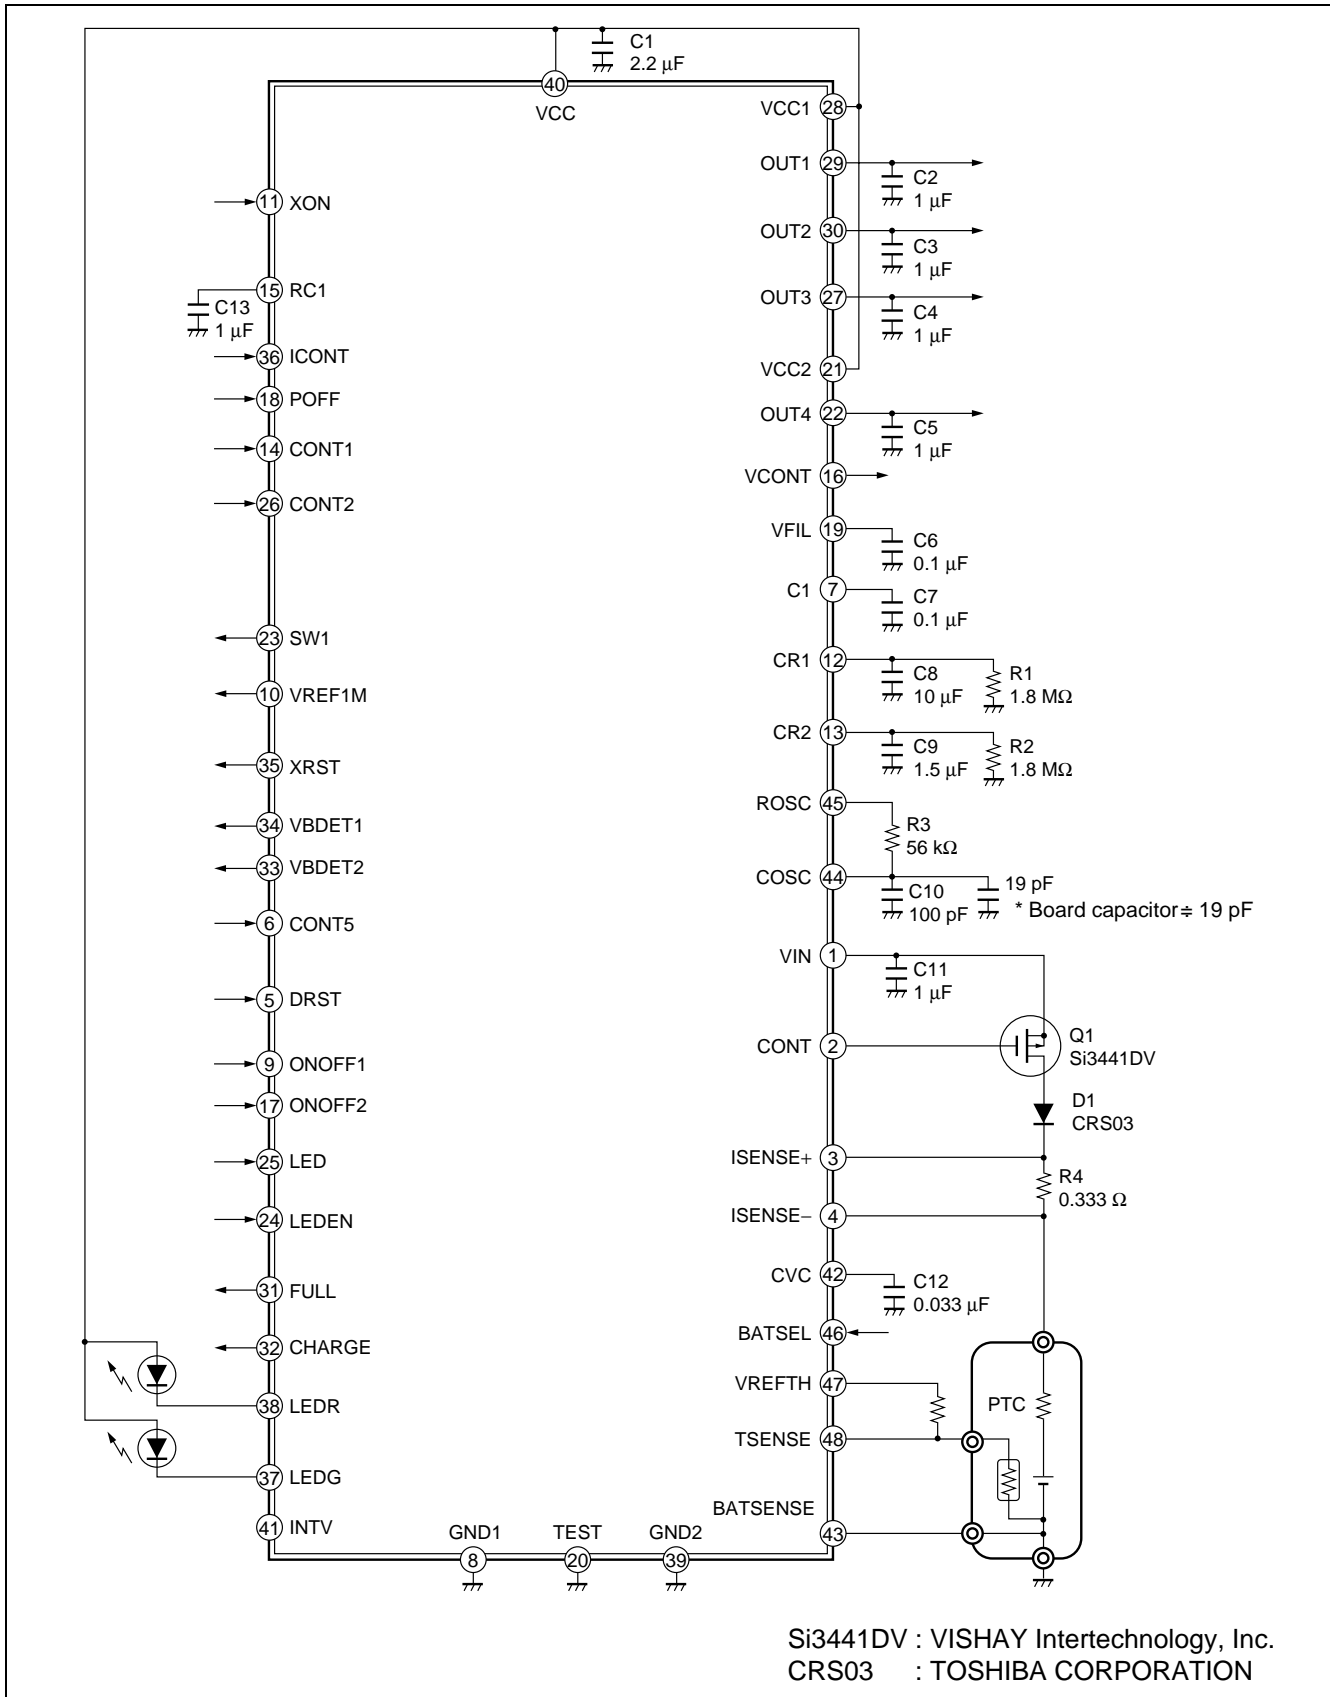 C1
2.2 µF
40
VCC
VCC1 28
OUT1 29
C2
1 µF
11 XON
OUT2 30
C3
1 µF
15 RC1
C13
1 µF
OUT3 27
C4
1 µF
36 ICONT
VCC2 21
18 POFF
OUT4 22
C5
1 µF
14 CONT1
VCONT 16
26 CONT2
VFIL 19
C6
0.1 µF
C1 7
C7
0.1 µF
23 SW1
CR1 12
C8
10 µF
R1
1.8 MΩ
10 VREF1M
CR2 13
C9
1.5 µF
R2
1.8 MΩ
35 XRST
ROSC 45
R3
56 kΩ
34 VBDET1
33 VBDET2
COSC 44
C10
100 pF
19 pF
* Board capacitor ≑ 19 pF
6 CONT5
VIN 1
C11
1 µF
5 DRST
CONT 2
Q1
Si3441DV
9 ONOFF1
17 ONOFF2
D1
CRS03
25 LED
ISENSE+ 3
R4
0.333 Ω
24 LEDEN
ISENSE− 4
31 FULL
CVC 42
C12
0.033 µF
32 CHARGE
BATSEL 46
VREFTH 47
PTC
38 LEDR
TSENSE 48
37 LEDG
BATSENSE
43
41 INTV
GND1
8
TEST
20
GND2
39
Si3441DV : VISHAY Intertechnology, Inc.
CRS03 : TOSHIBA CORPORATION